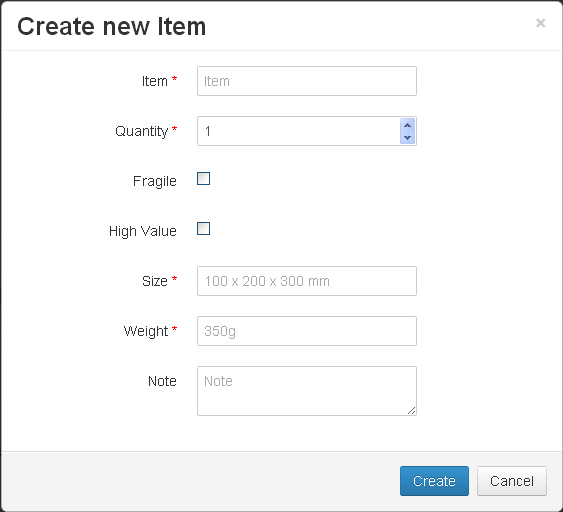 Create new Item ×
Item * Item
Quantity * 1
Fragile
High Value
Size * 100 x 200 x 300 mm
Weight * 350g
Note Note
Create Cancel